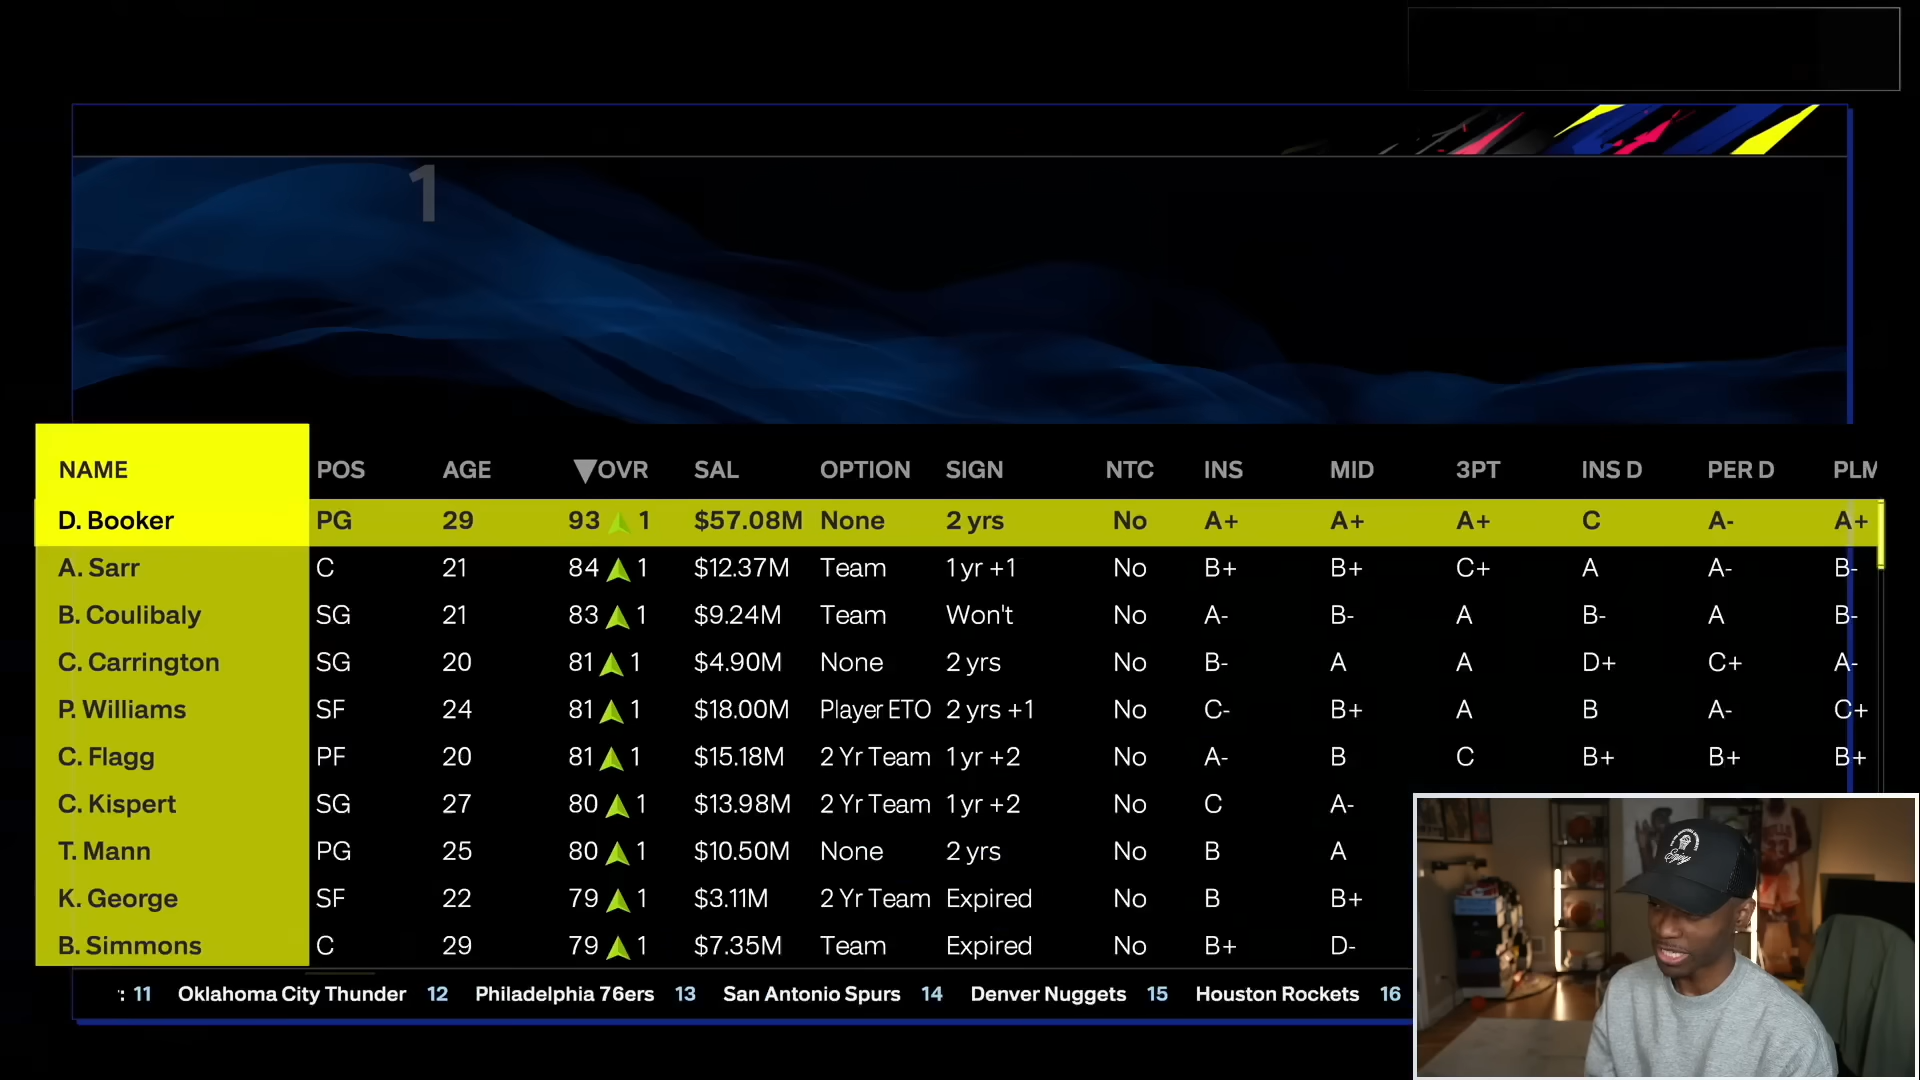 1
NAME POS AGE OVR SAL OPTION SIGN NTC INS MID 3PT INS D PER D PLM
D. Booker PG 29 93 1 $57.08M None 2 yrs No A+ A+ A+ C A- A+
A. Sarr C 21 84 1 $12.37M Team 1 yr +1 No B+ B+ C+ A A- B-
B. Coulibaly SG 21 83 1 $9.24M Team Won't No A- B- A B- A B-
C. Carrington SG 20 81 1 $4.90M None 2 yrs No B- A A D+ C+ A-
P. Williams SF 24 81 1 $18.00M Player ETO 2 yrs +1 No C- B+ A B A- C+
C. Flagg PF 20 81 1 $15.18M 2 Yr Team 1 yr +2 No A- B C B+ B+ B+
C. Kispert SG 27 80 1 $13.98M 2 Yr Team 1 yr +2 No C A-
T. Mann PG 25 80 1 $10.50M None 2 yrs No B A
K. George SF 22 79 1 $3.11M 2 Yr Team Expired No B B+
B. Simmons C 29 79 1 $7.35M Team Expired No B+ D-
: 11 Oklahoma City Thunder 12 Philadelphia 76ers 13 San Antonio Spurs 14 Denver Nuggets 15 Houston Rockets 16
Enjoy